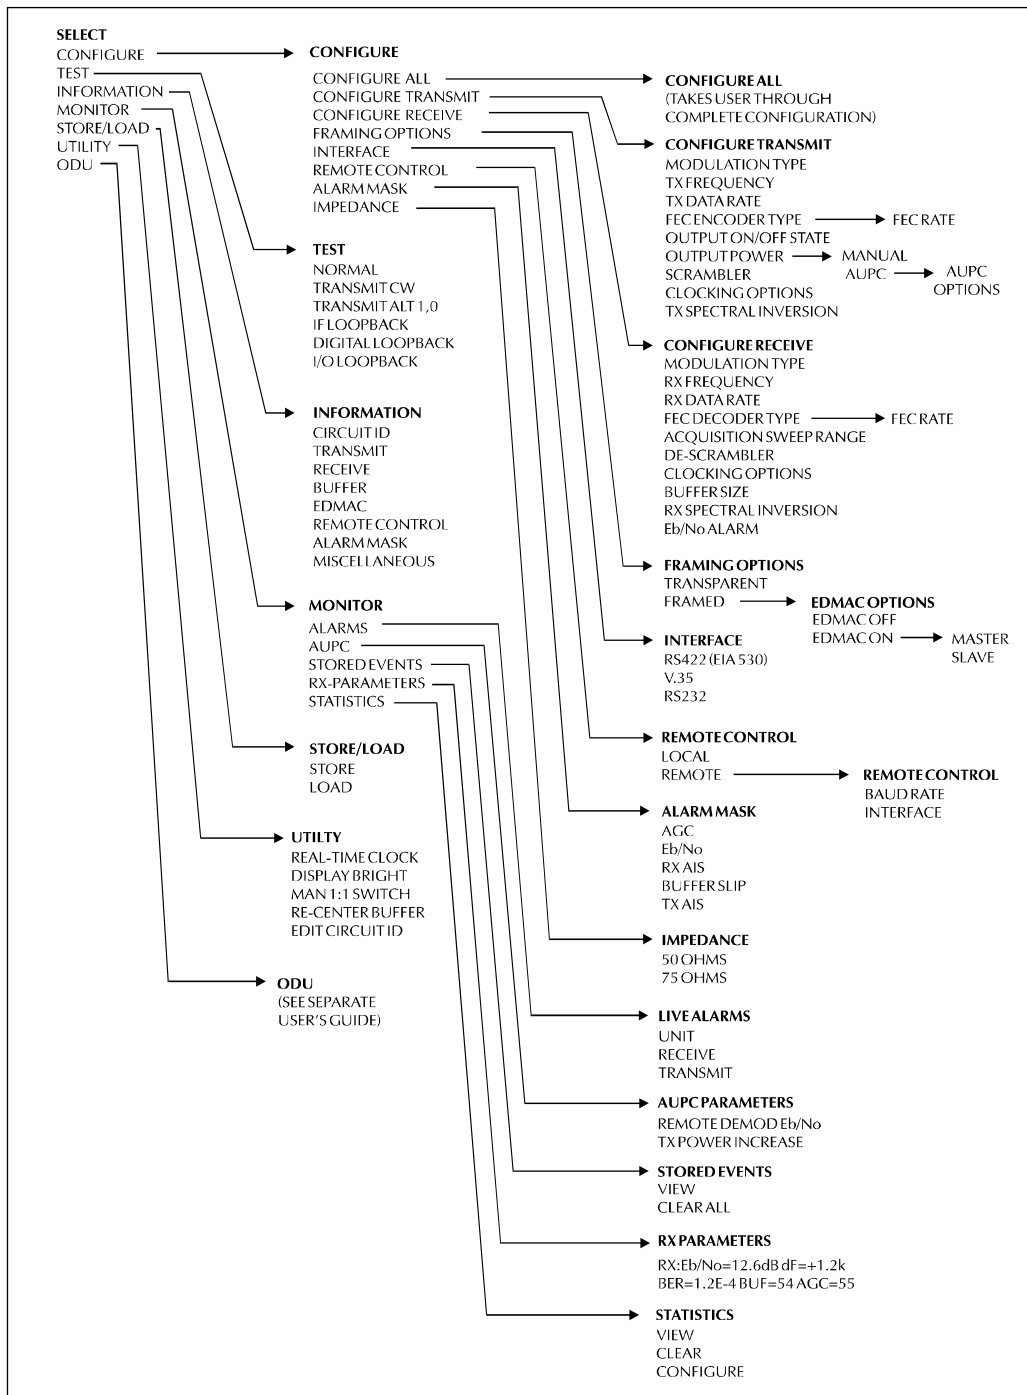 SELECT
CONFIGURE
TEST
INFORMATION
MONITOR
STORE/LOAD
UTILITY
ODU
CONFIGURE
CONFIGURE ALL
CONFIGURE TRANSMIT
CONFIGURE RECEIVE
FRAMING OPTIONS
INTERFACE
REMOTE CONTROL
ALARM MASK
IMPEDANCE
TEST
NORMAL
TRANSMIT CW
TRANSMIT ALT 1,0
IF LOOPBACK
DIGITAL LOOPBACK
I/O LOOPBACK
INFORMATION
CIRCUIT ID
TRANSMIT
RECEIVE
BUFFER
EDMAC
REMOTE CONTROL
ALARM MASK
MISCELLANEOUS
MONITOR
ALARMS
AUPC
STORED EVENTS
RX-PARAMETERS
STATISTICS
STORE/LOAD
STORE
LOAD
UTILTY
REAL-TIME CLOCK
DISPLAY BRIGHT
MAN 1:1 SWITCH
RE-CENTER BUFFER
EDIT CIRCUIT ID
ODU
(SEE SEPARATE
USER'S GUIDE)
CONFIGURE ALL
(TAKES USER THROUGH
COMPLETE CONFIGURATION)
CONFIGURE TRANSMIT
MODULATION TYPE
TX FREQUENCY
TX DATA RATE
FEC ENCODER TYPE
FEC RATE
OUTPUT ON/OFF STATE
OUTPUT POWER
MANUAL
SCRAMBLER
AUPC
AUPC
OPTIONS
CLOCKING OPTIONS
TX SPECTRAL INVERSION
CONFIGURE RECEIVE
MODULATION TYPE
RX FREQUENCY
RX DATA RATE
FEC DECODER TYPE
FEC RATE
ACQUISITION SWEEP RANGE
DE-SCRAMBLER
CLOCKING OPTIONS
BUFFER SIZE
RX SPECTRAL INVERSION
Eb/No ALARM
FRAMING OPTIONS
TRANSPARENT
FRAMED
EDMAC OPTIONS
EDMAC OFF
EDMAC ON
MASTER
SLAVE
INTERFACE
RS422 (EIA 530)
V.35
RS232
REMOTE CONTROL
LOCAL
REMOTE
REMOTE CONTROL
BAUD RATE
INTERFACE
ALARM MASK
AGC
Eb/No
RX AIS
BUFFER SLIP
TX AIS
IMPEDANCE
50 OHMS
75 OHMS
LIVE ALARMS
UNIT
RECEIVE
TRANSMIT
AUPC PARAMETERS
REMOTE DEMOD Eb/No
TX POWER INCREASE
STORED EVENTS
VIEW
CLEAR ALL
RX PARAMETERS
RX:Eb/No=12.6dB dF=+1.2k
BER=1.2E-4 BUF=54 AGC=55
STATISTICS
VIEW
CLEAR
CONFIGURE